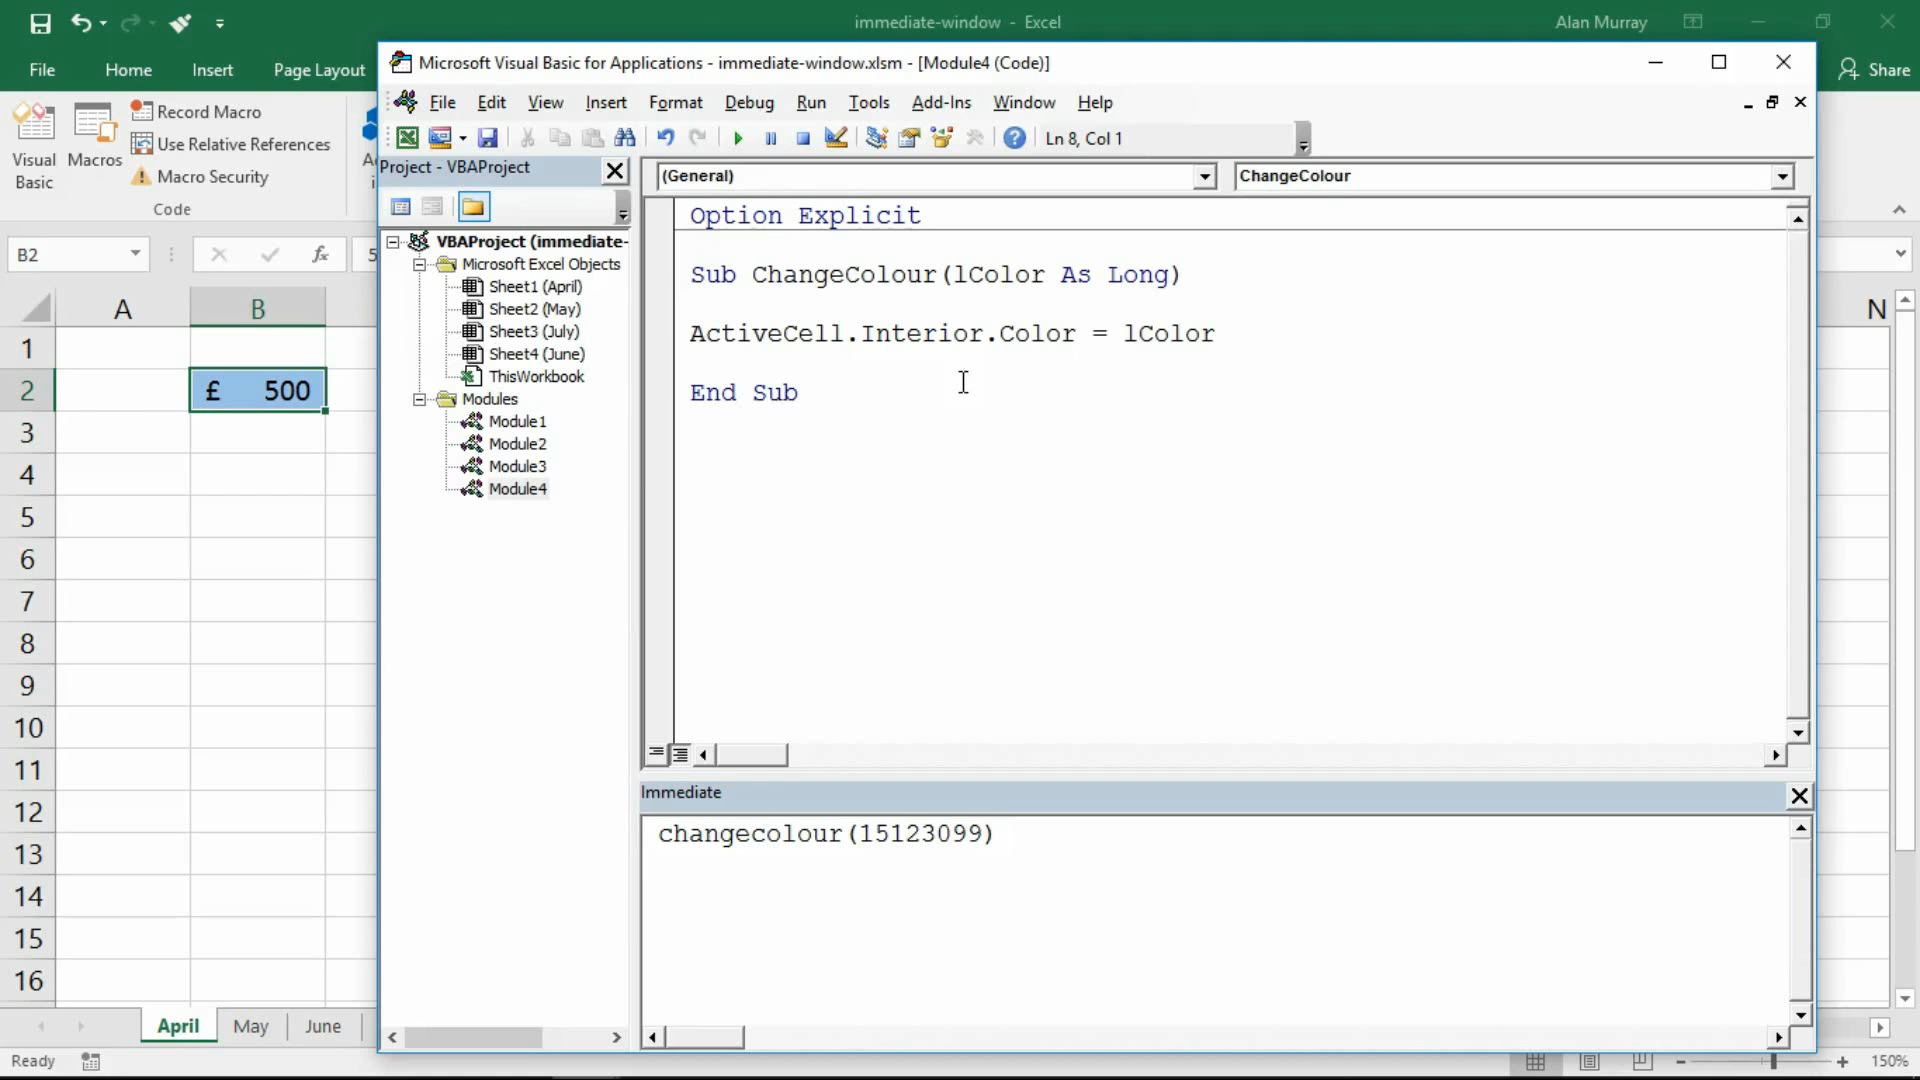 immediate-window - Excel
Alan Murray
File Home Insert Page Layout
Share
Visual Basic
Macros
Record Macro
Use Relative References
Macro Security
Code
B2
fx
5
A B N
1
2 £ 500
3
4
5
6
7
8
9
10
11
12
13
14
15
16
Microsoft Visual Basic for Applications - immediate-window.xlsm - [Module4 (Code)]
File Edit View Insert Format Debug Run Tools Add-Ins Window Help
Ln 8, Col 1
Project - VBAProject
VBAProject (immediate-
Microsoft Excel Objects
Sheet1 (April)
Sheet2 (May)
Sheet3 (July)
Sheet4 (June)
ThisWorkbook
Modules
Module1
Module2
Module3
Module4
(General)
ChangeColour
Option Explicit
Sub ChangeColour(lColor As Long)
ActiveCell.Interior.Color = lColor
End Sub
Immediate
changecolour(15123099)
April May June
Ready
150%